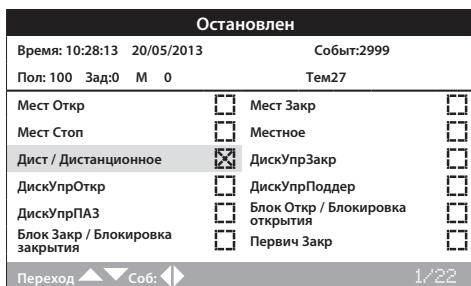 Остановлен
Время: 10:28:13 20/05/2013 Событ:2999
Пол: 100 Зад:0 М 0 Тем27
Мест Откр Мест Закр
Мест Стоп Местное
Дист / Дистанционное ДискУпрЗакр
ДискУпрОткр ДискУпрПоддер
ДискУпрПАЗ Блок Откр / Блокировка
открытия
Блок Закр / Блокировка
закрытия Первич Закр
Переход Соб: 1/22